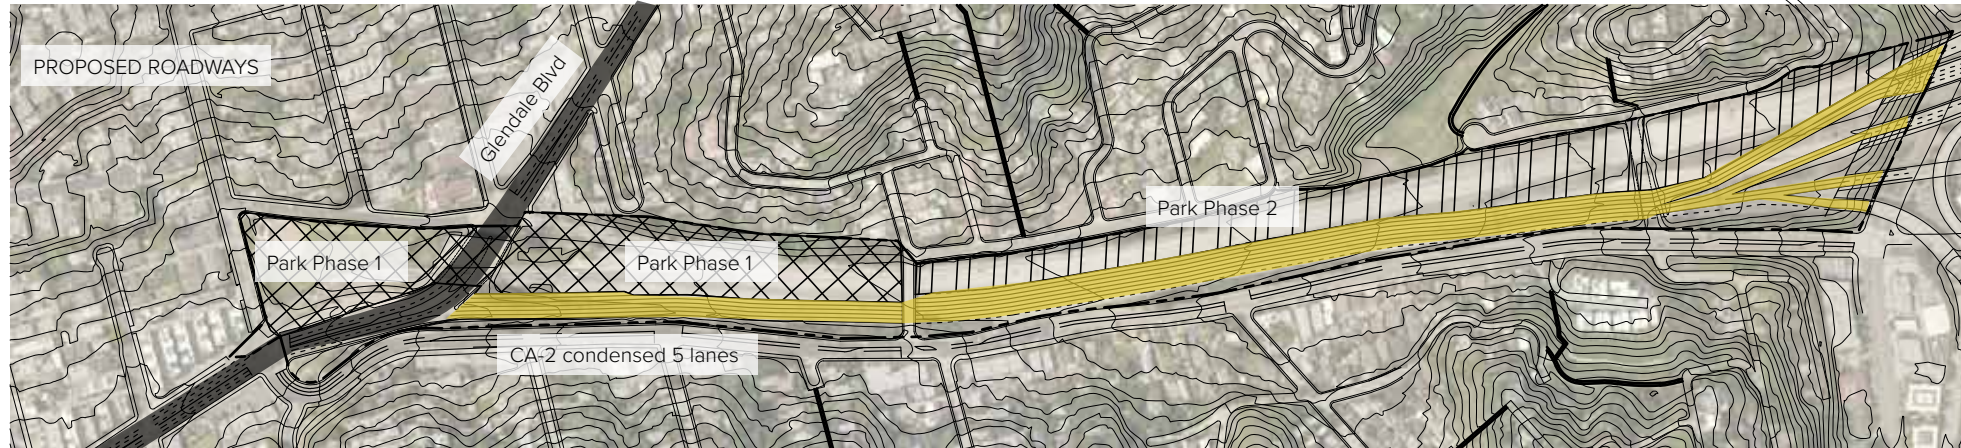 PROPOSED ROADWAYS
Glendale Blvd
Park Phase 2
Park Phase 1
Park Phase 1
CA-2 condensed 5 lanes